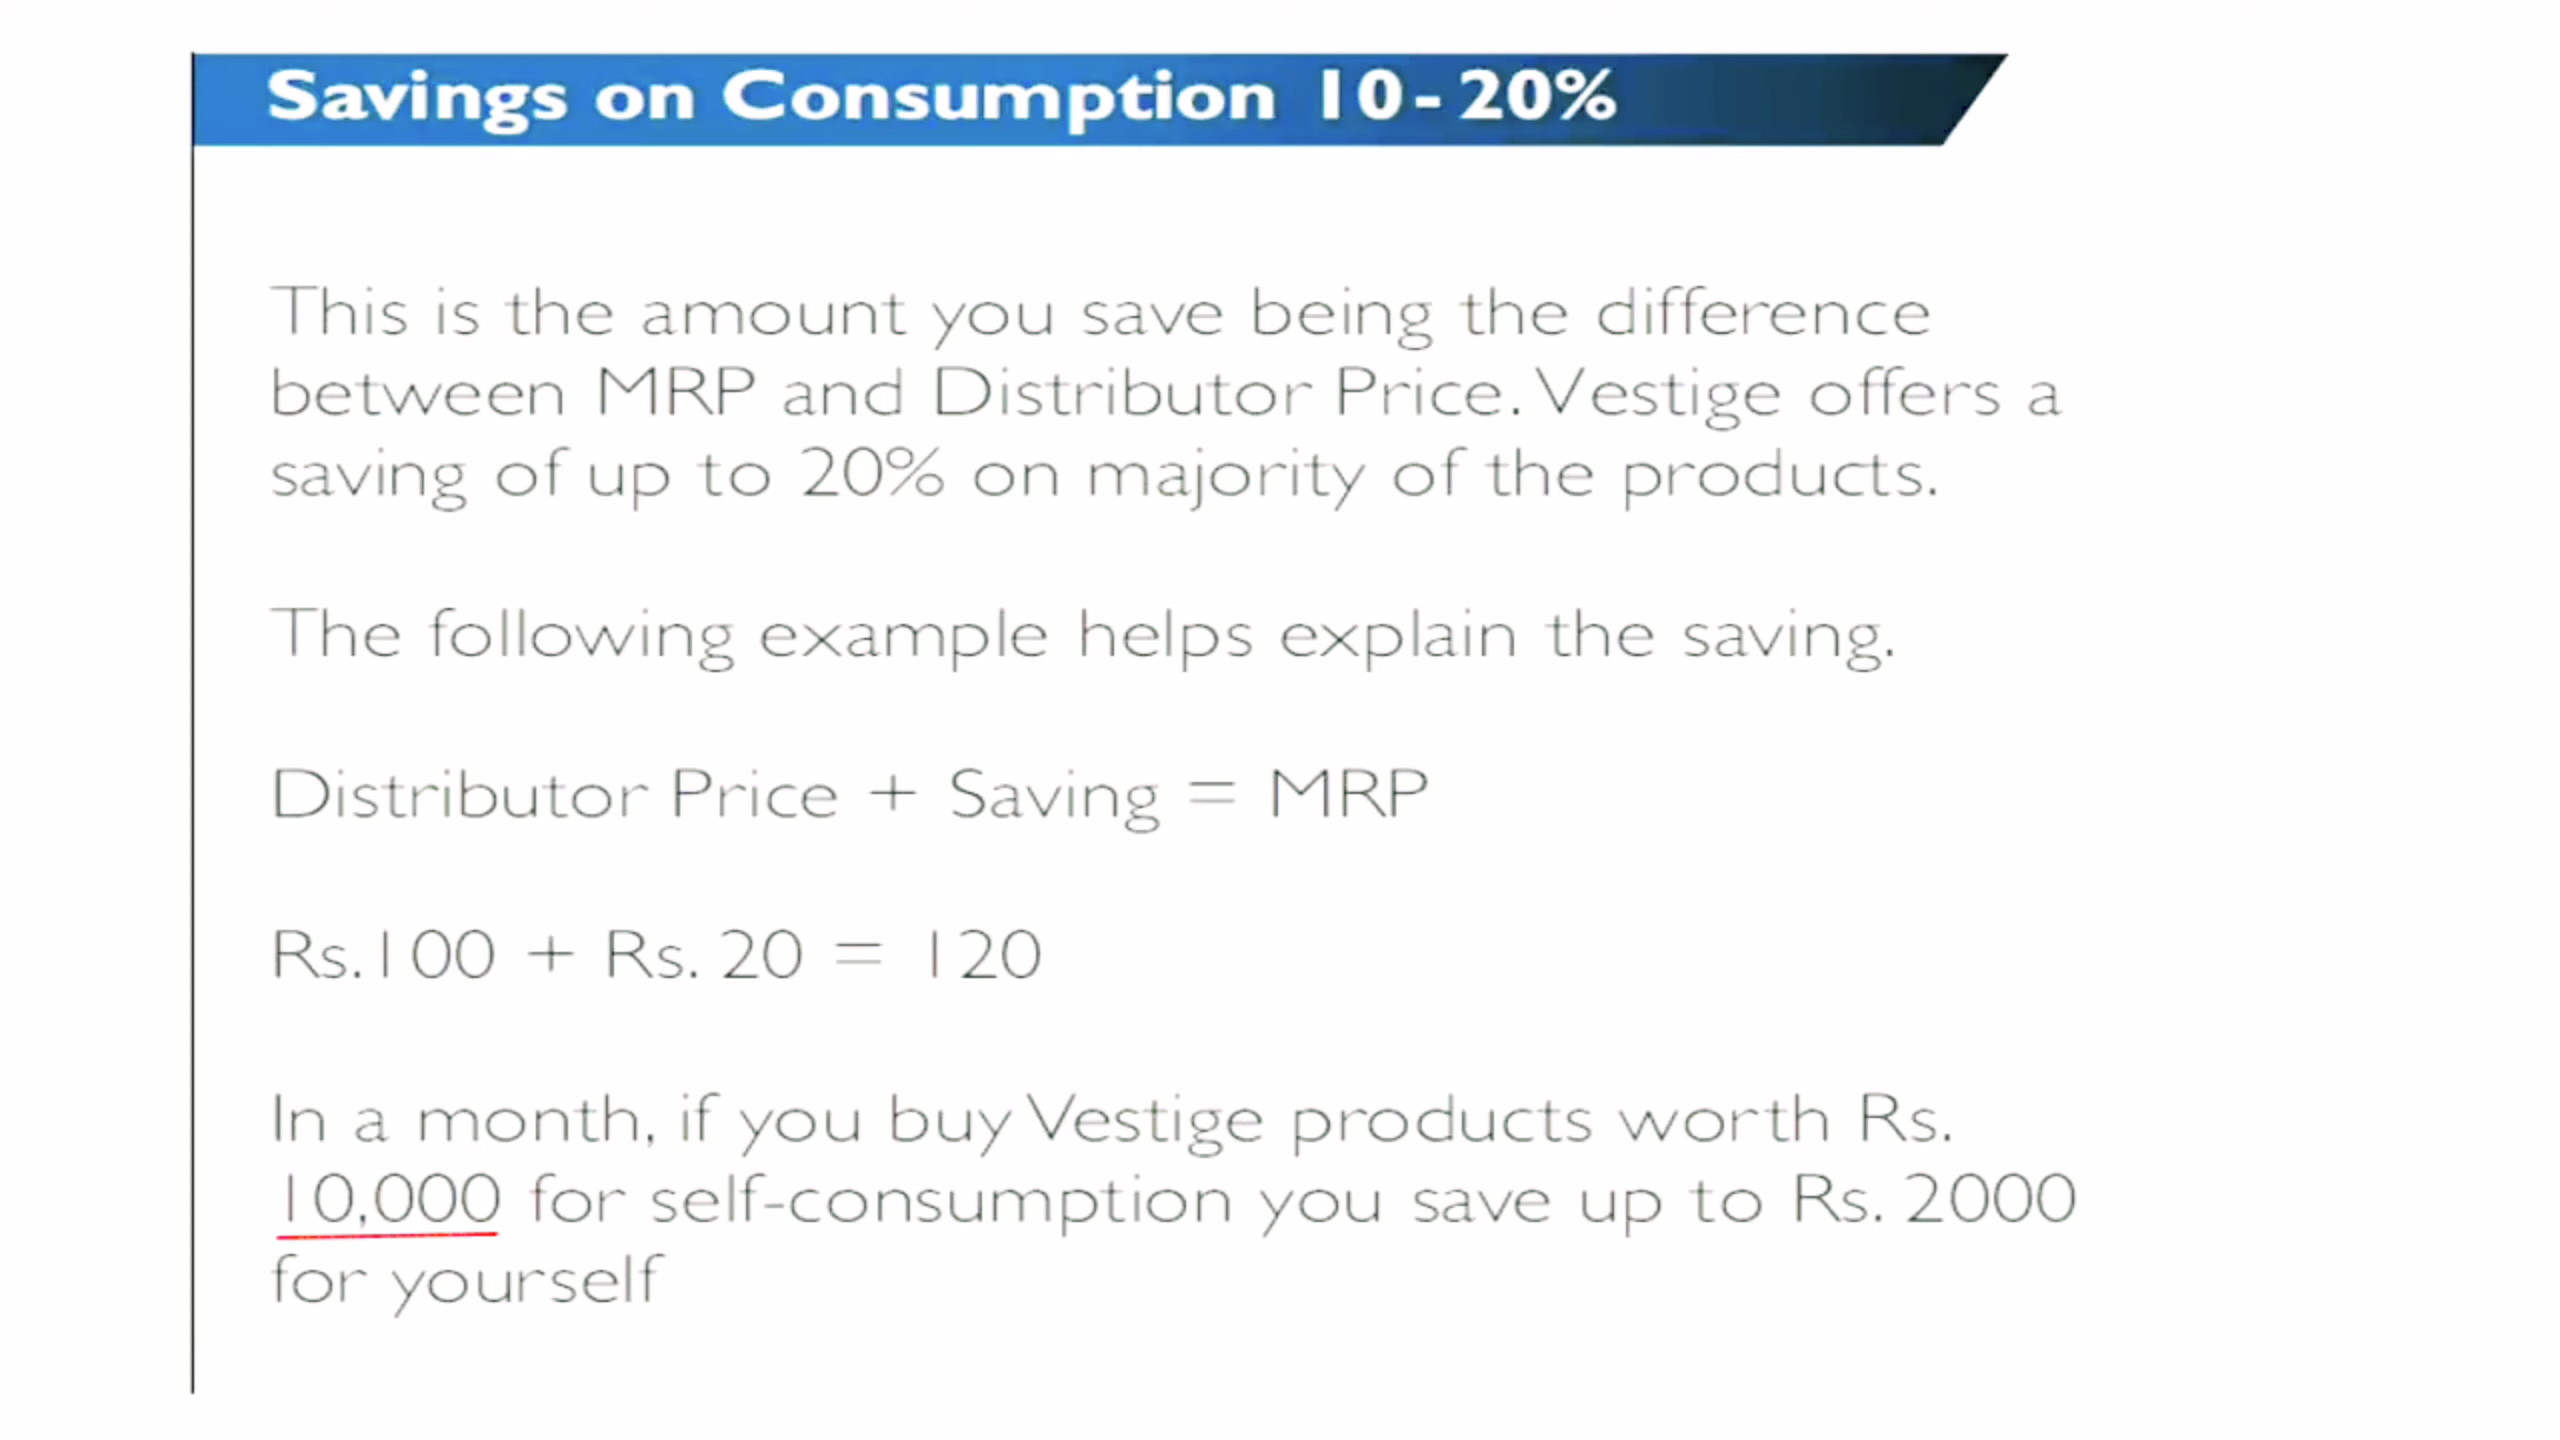 Savings on Consumption 10-20%
This is the amount you save being the difference
between MRP and Distributor Price. Vestige offers a
saving of up to 20% on majority of the products.
The following example helps explain the saving.
Distributor Price + Saving = MRP
Rs.100 + Rs. 20 = 120
In a month, if you buy Vestige products worth Rs.
10,000 for self-consumption you save up to Rs. 2000
for yourself